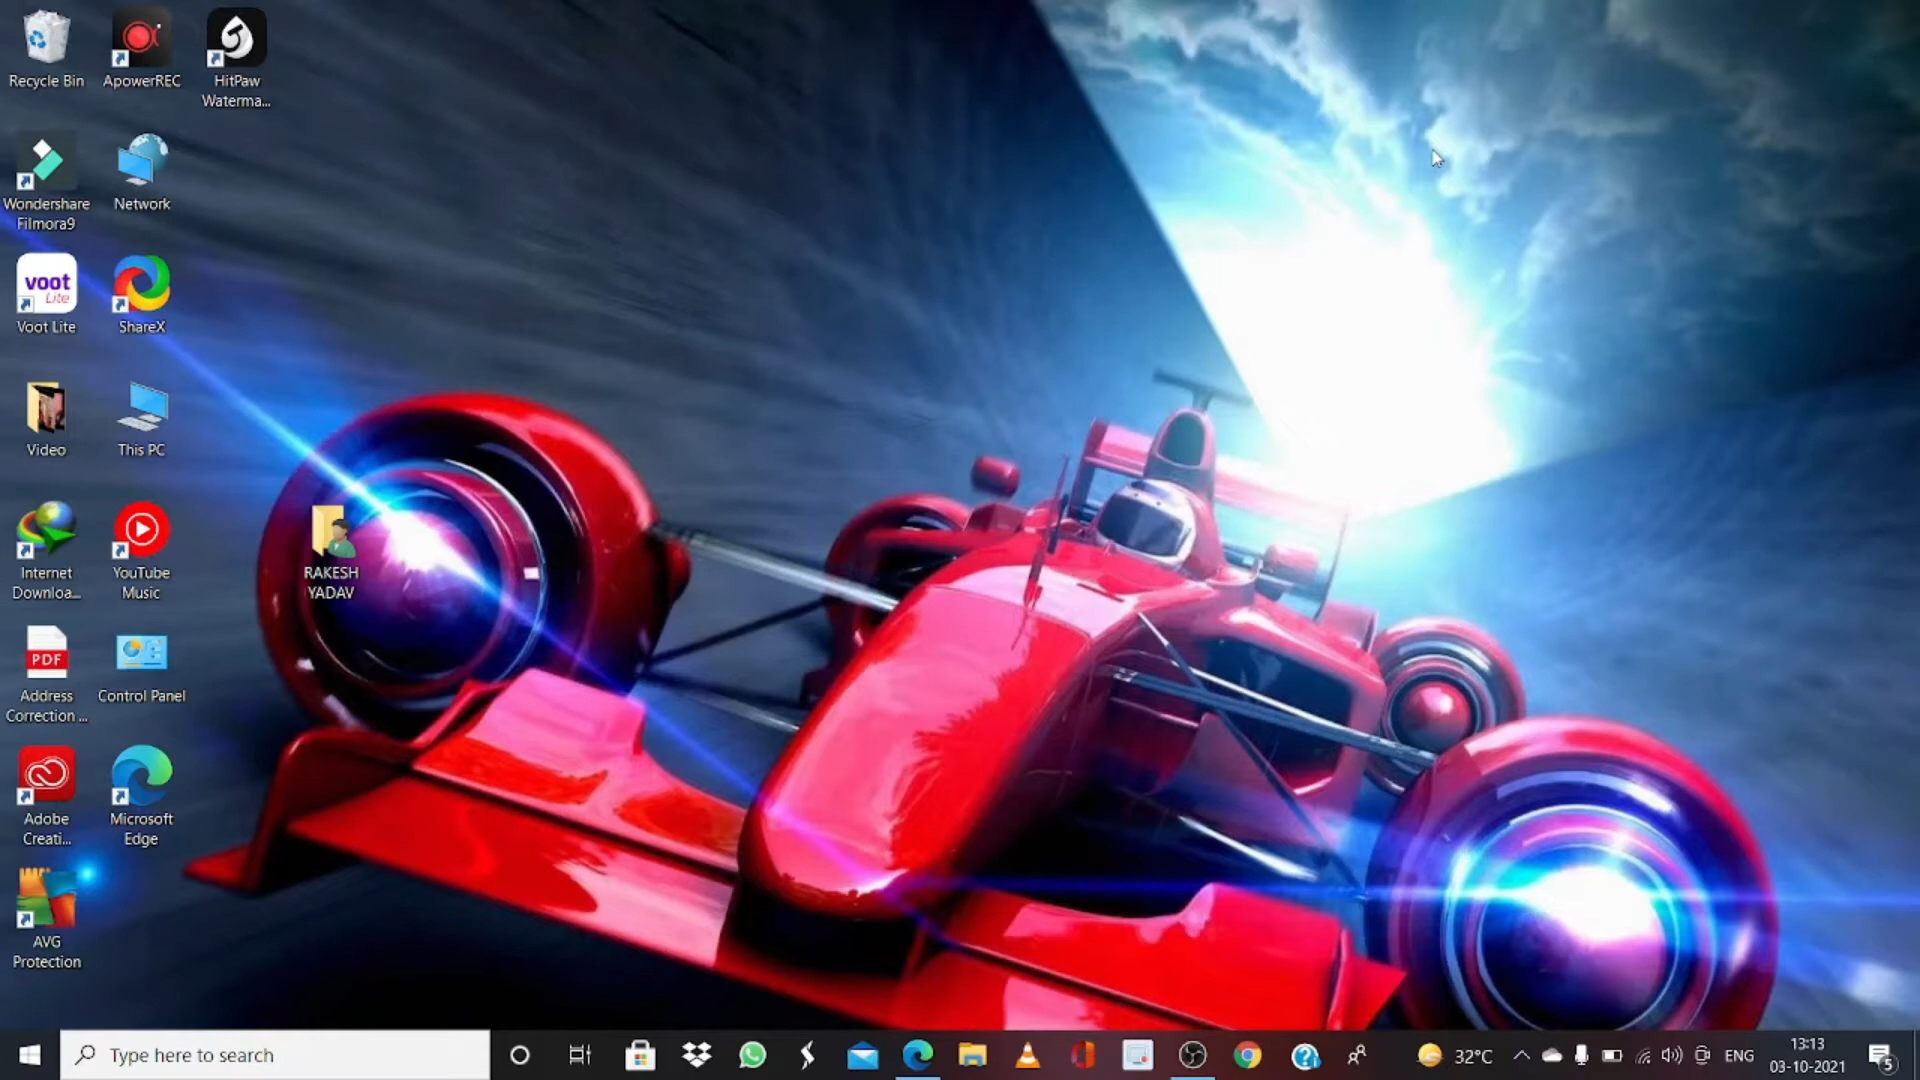 Recycle Bin
ApowerREC
HitPaw
Waterma...
Wondershare
Filmora9
Network
voot
Lite
Voot Lite
ShareX
Video
This PC
Internet
Downloa...
YouTube
Music
RAKESH
YADAV
PDF
Address
Correction ...
Control Panel
Adobe
Creati...
Microsoft
Edge
AVG
Protection
Type here to search
32°C
ENG
13:13
03-10-2021
5